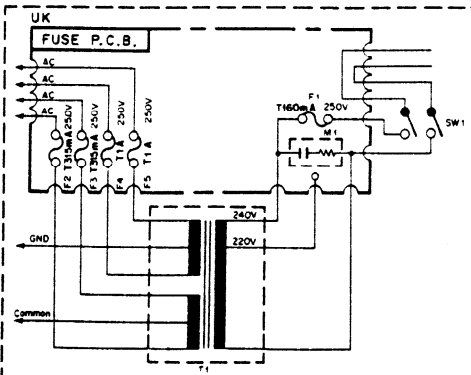 UK
FUSE P.C.B.
AC
AC
AC
AC
F2 T315mA 250V
F3 T315mA 250V
F4 T1A 250V
F5 T1A 250V
F1
T160mA 250V
M1
SW1
240V
220V
GND
Common
T1